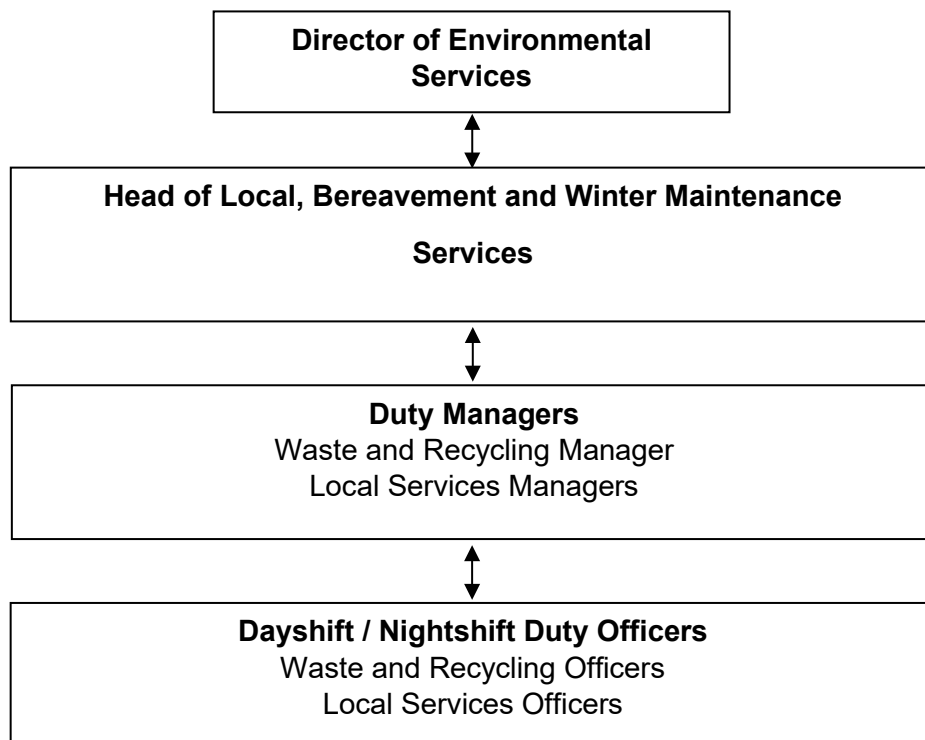 Director of Environmental
Services
Head of Local, Bereavement and Winter Maintenance
Services
Duty Managers
Waste and Recycling Manager
Local Services Managers
Dayshift / Nightshift Duty Officers
Waste and Recycling Officers
Local Services Officers